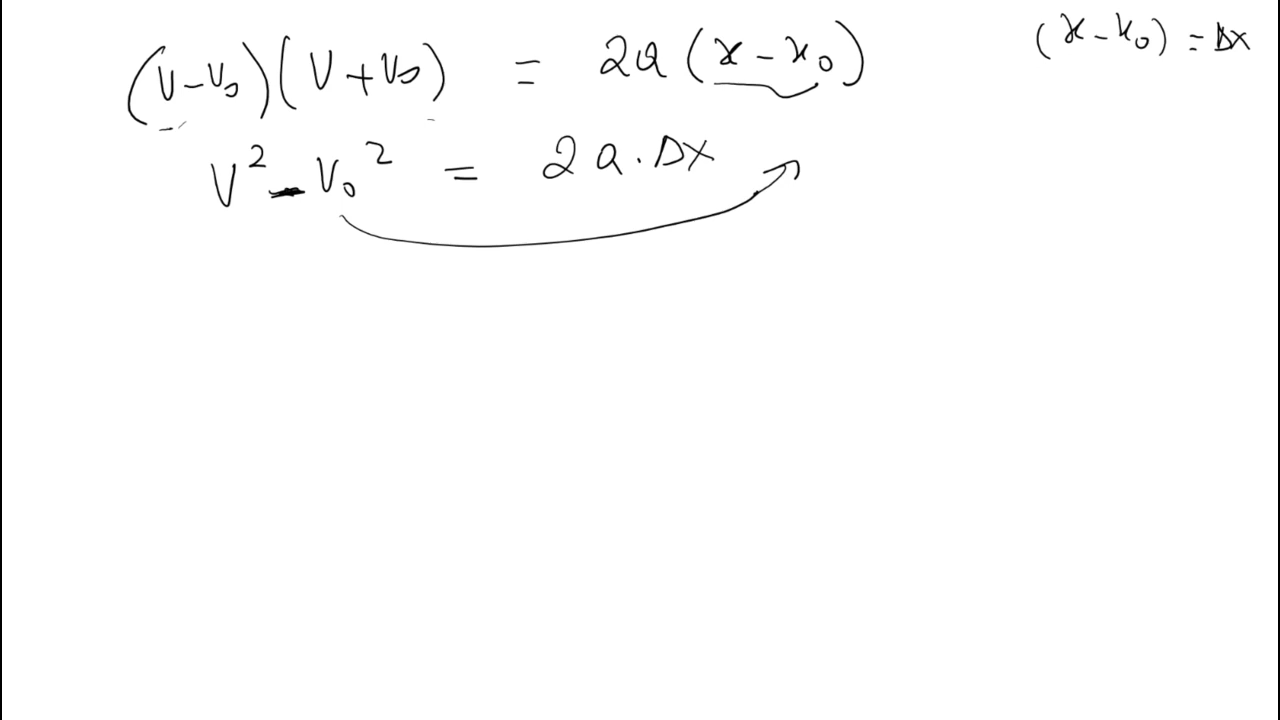 (V-V₀)(V+V₀) = 2a(x-x₀)
(x-x₀) = Δx
V² - V₀² = 2a.Δx